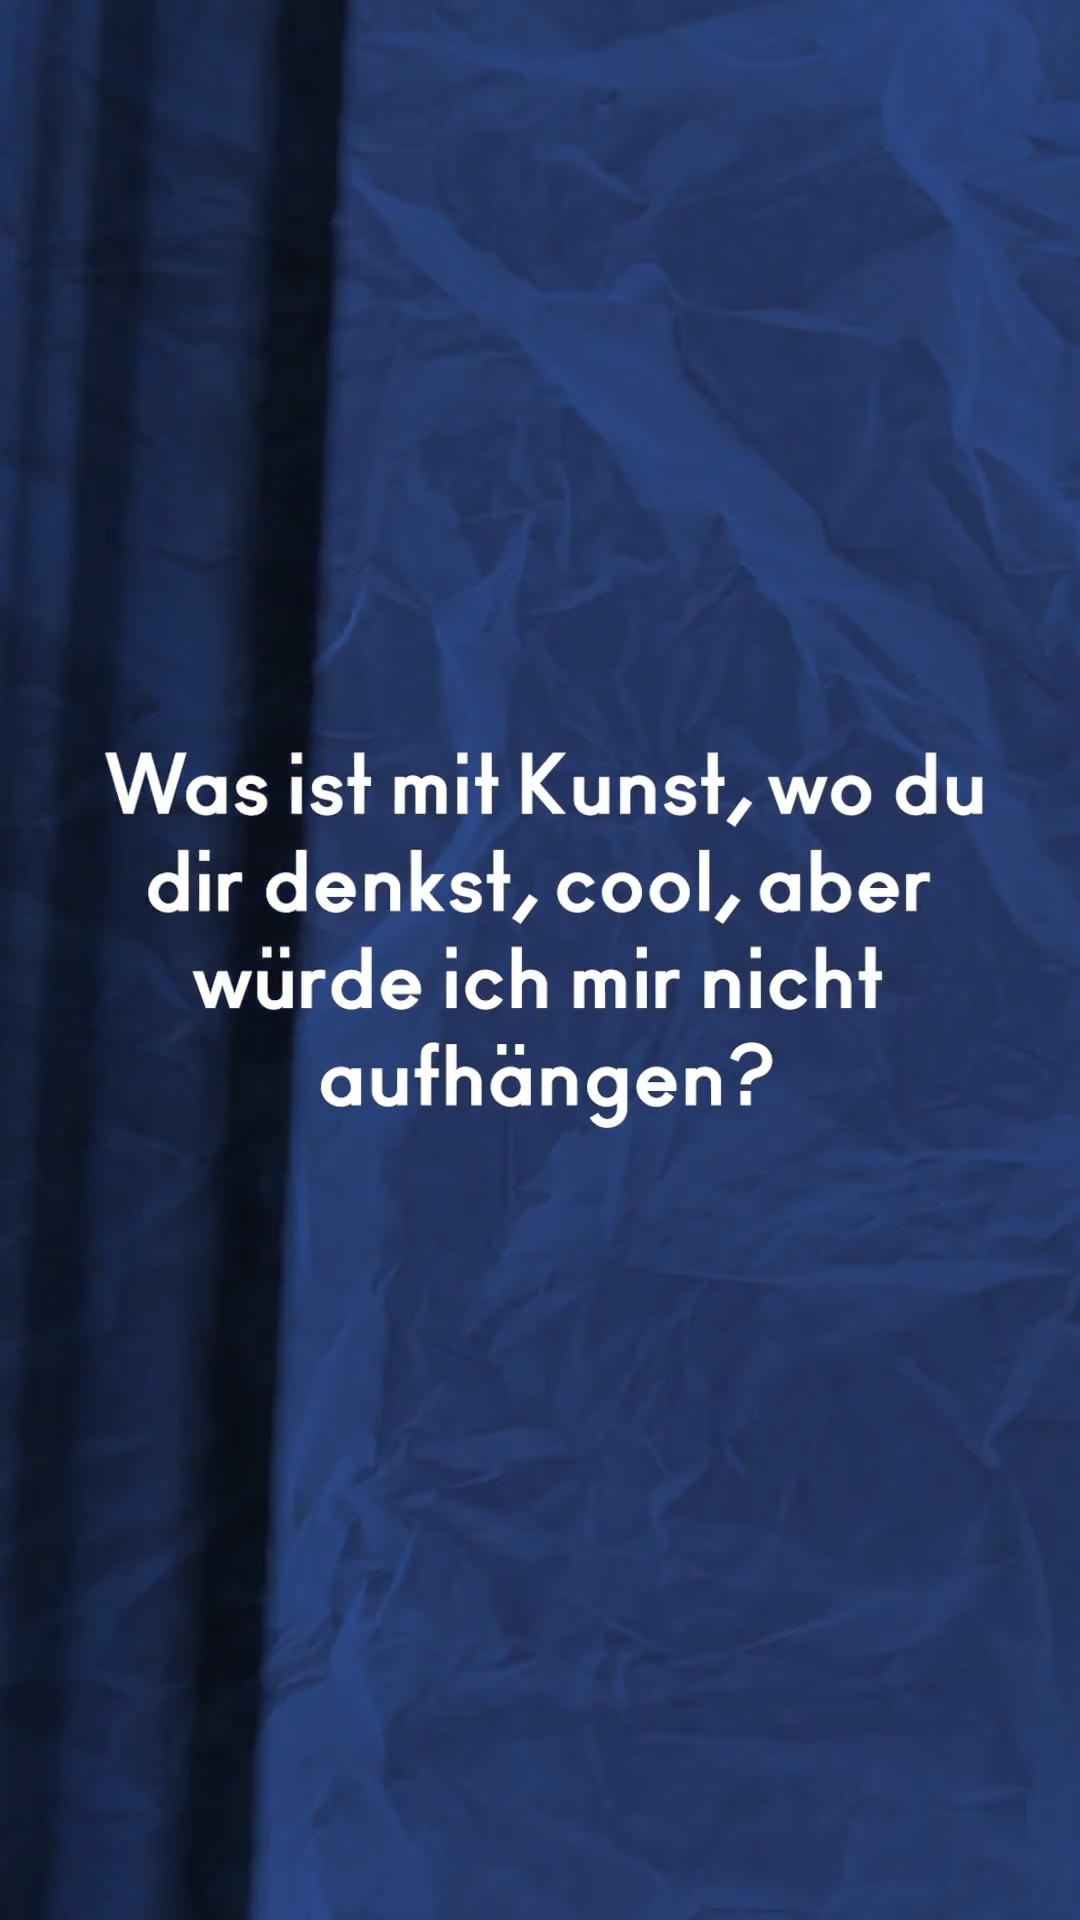 Was ist mit Kunst, wo du
dir denkst, cool, aber
würde ich mir nicht
aufhängen?